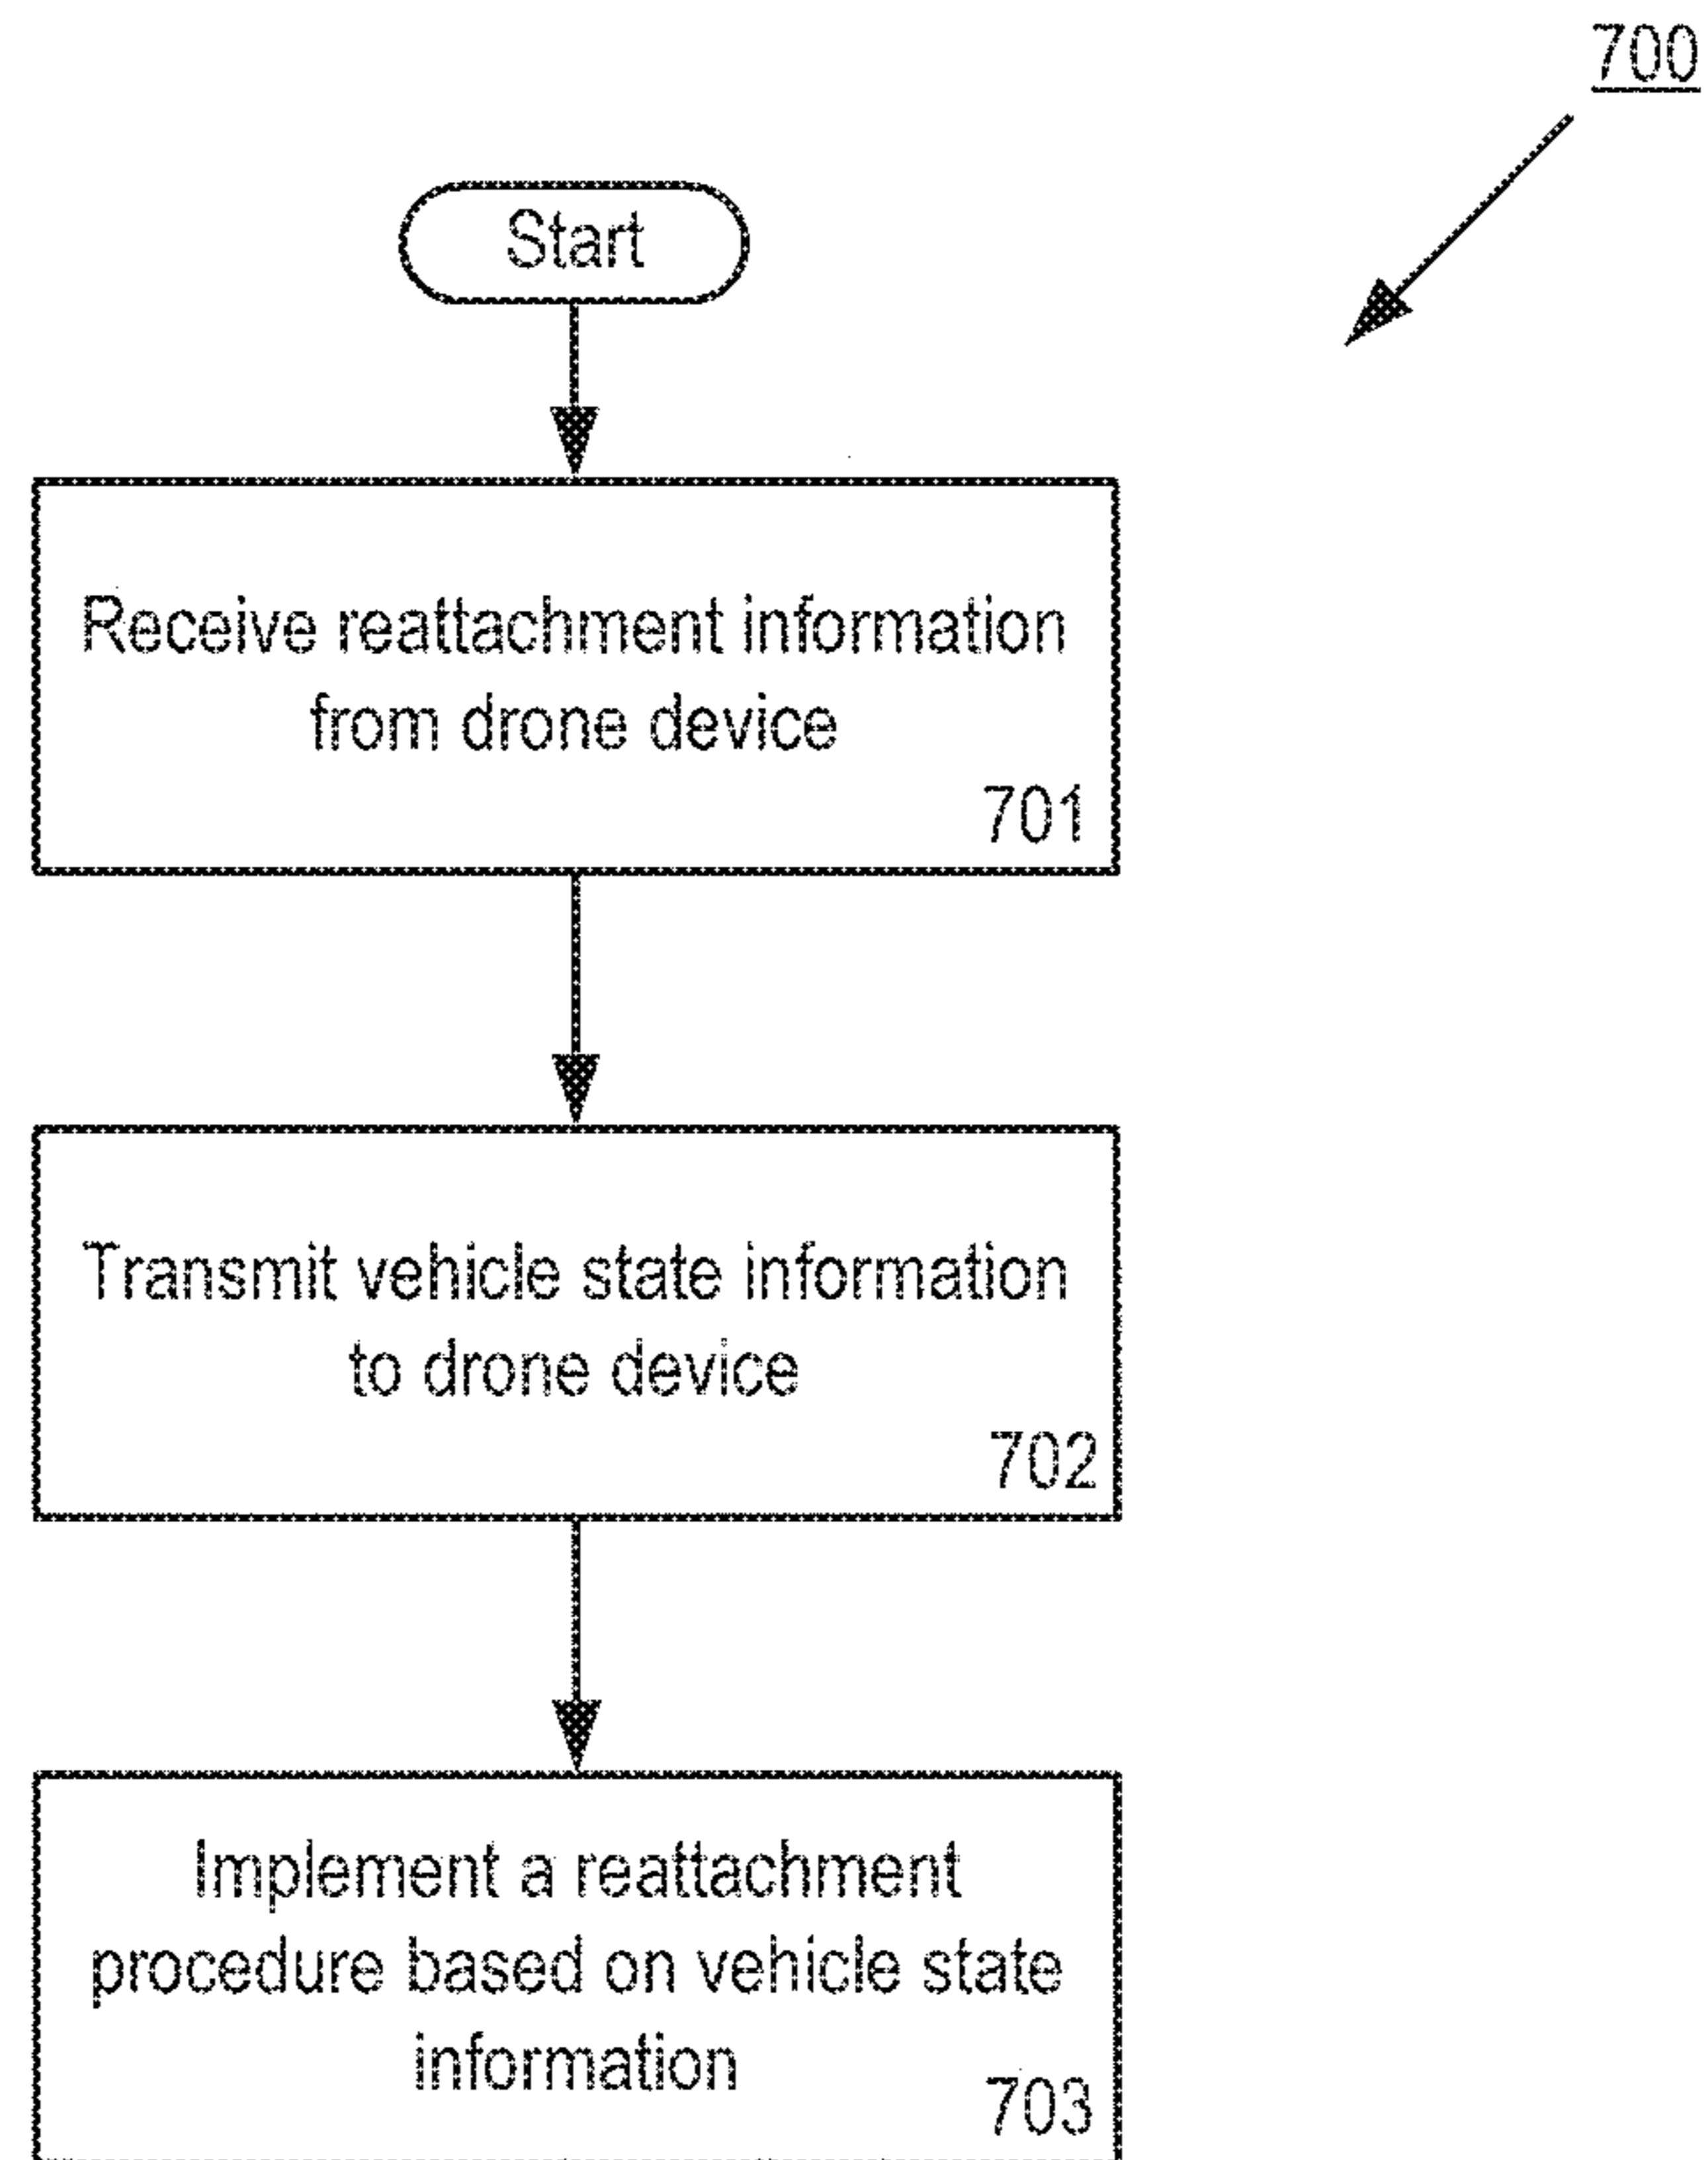 700
Start
Receive reattachment information
from drone device
701
Transmit vehicle state information
to drone device
702
Implement a reattachment
procedure based on vehicle state
information
703